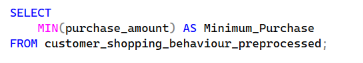 SELECT
MIN(purchase_amount) AS Minimum_Purchase
FROM customer_shopping_behaviour_preprocessed;